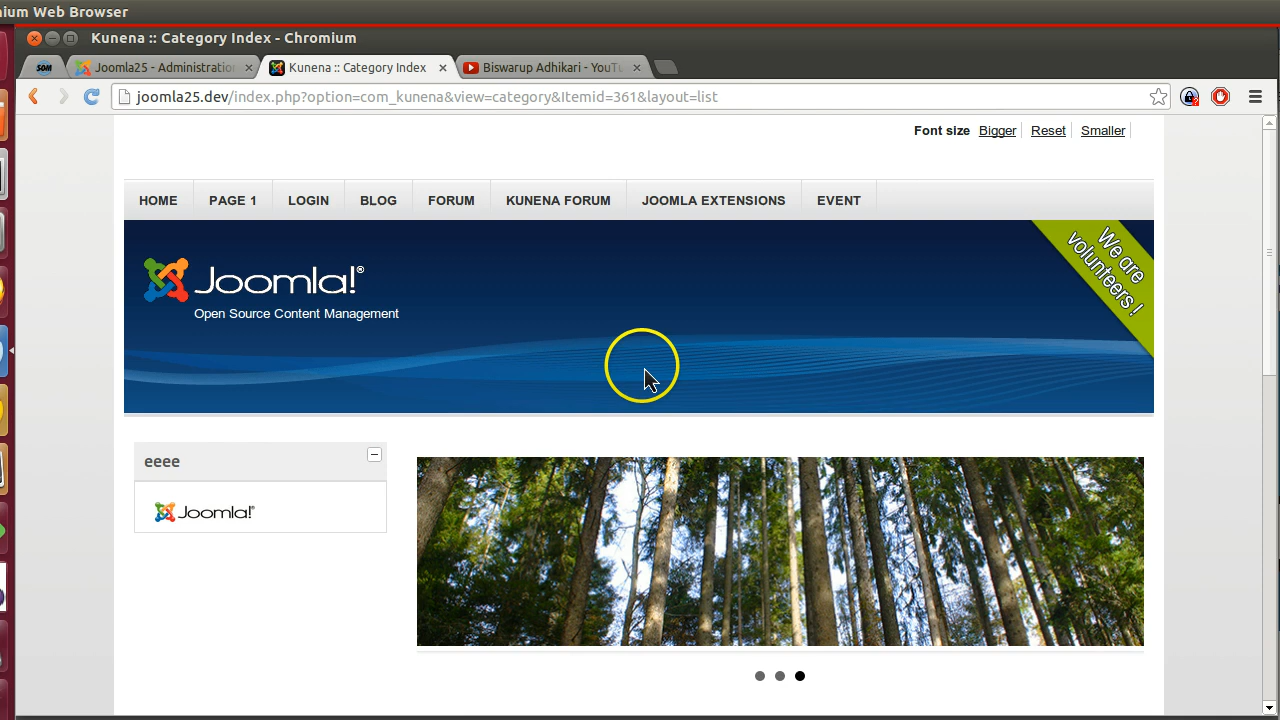 ium Web Browser
Kunena :: Category Index - Chromium
SOM
Joomla25 - Administration
Kunena :: Category Index
Biswarup Adhikari - YouTu
joomla25.dev/index.php?option=com_kunena&view=category&Itemid=361&layout=list
Font size Bigger Reset Smaller
HOME PAGE 1 LOGIN BLOG FORUM KUNENA FORUM JOOMLA EXTENSIONS EVENT
Joomla!®
Open Source Content Management
We are
volunteers !
eeee
Joomla!®